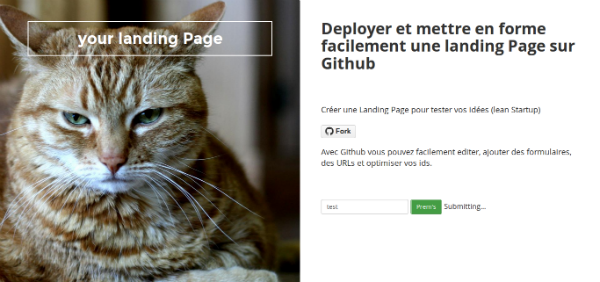 your landing Page
Deployer et mettre en forme
facilement une landing Page sur
Github
Créer une Landing Page pour tester vos idées (lean Startup)
Fork
Avec Github vous pouvez facilement editer, ajouter des formulaires,
des URLs et optimiser vos ids.
test Prem's Submitting...